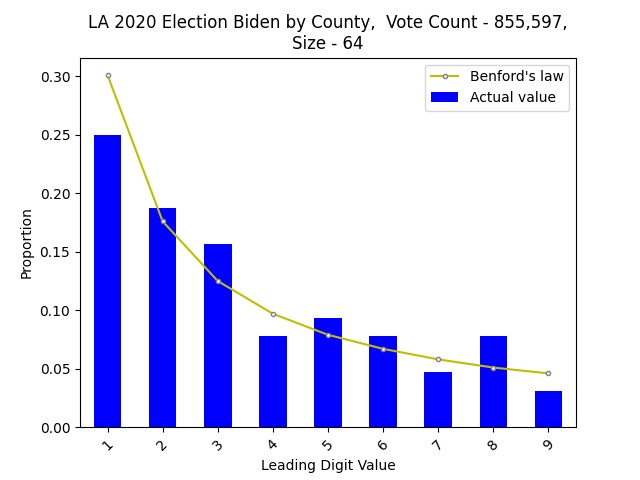 LA 2020 Election Biden by County,  Vote Count - 855,597,
Size - 64
Benford's law
Actual value
0.30
0.25
0.20
0.15
0.10
0.05
0.00
Proportion
1 2 3 4 5 6 7 8 9
Leading Digit Value